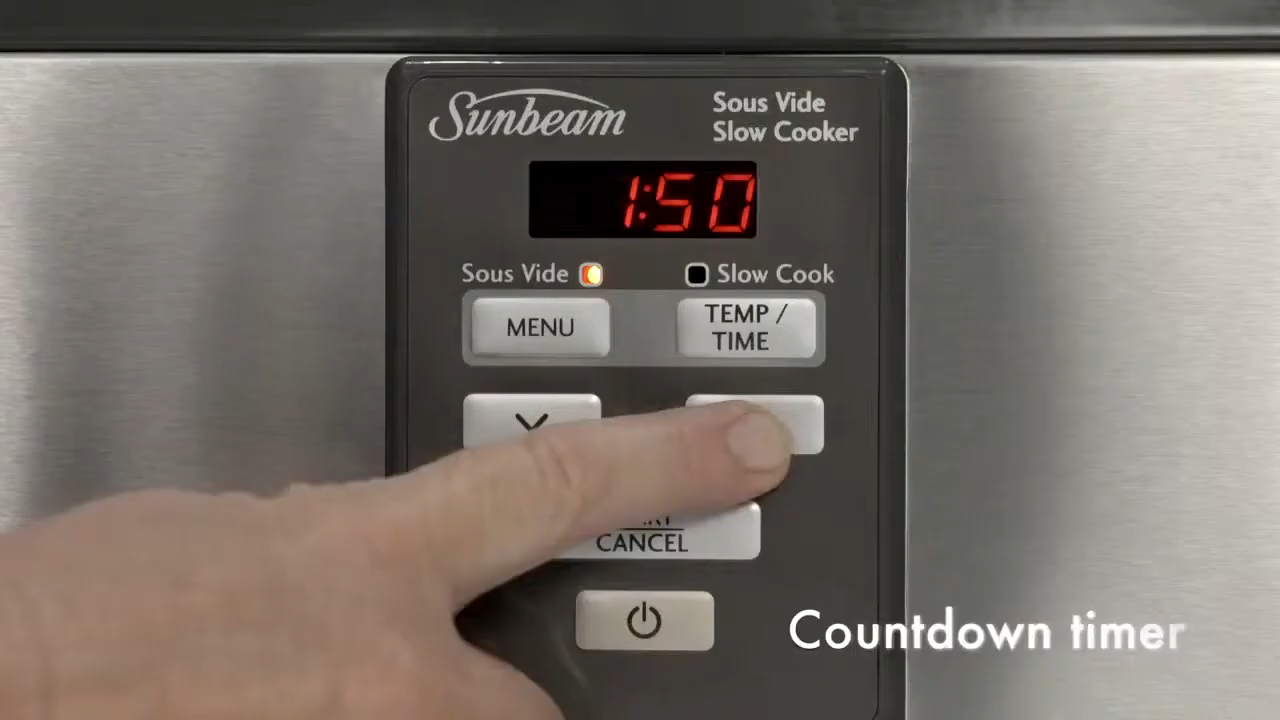 Sunbeam
Sous Vide
Slow Cooker
1:50
Sous Vide
Slow Cook
MENU
TEMP /
TIME
CANCEL
Countdown timer